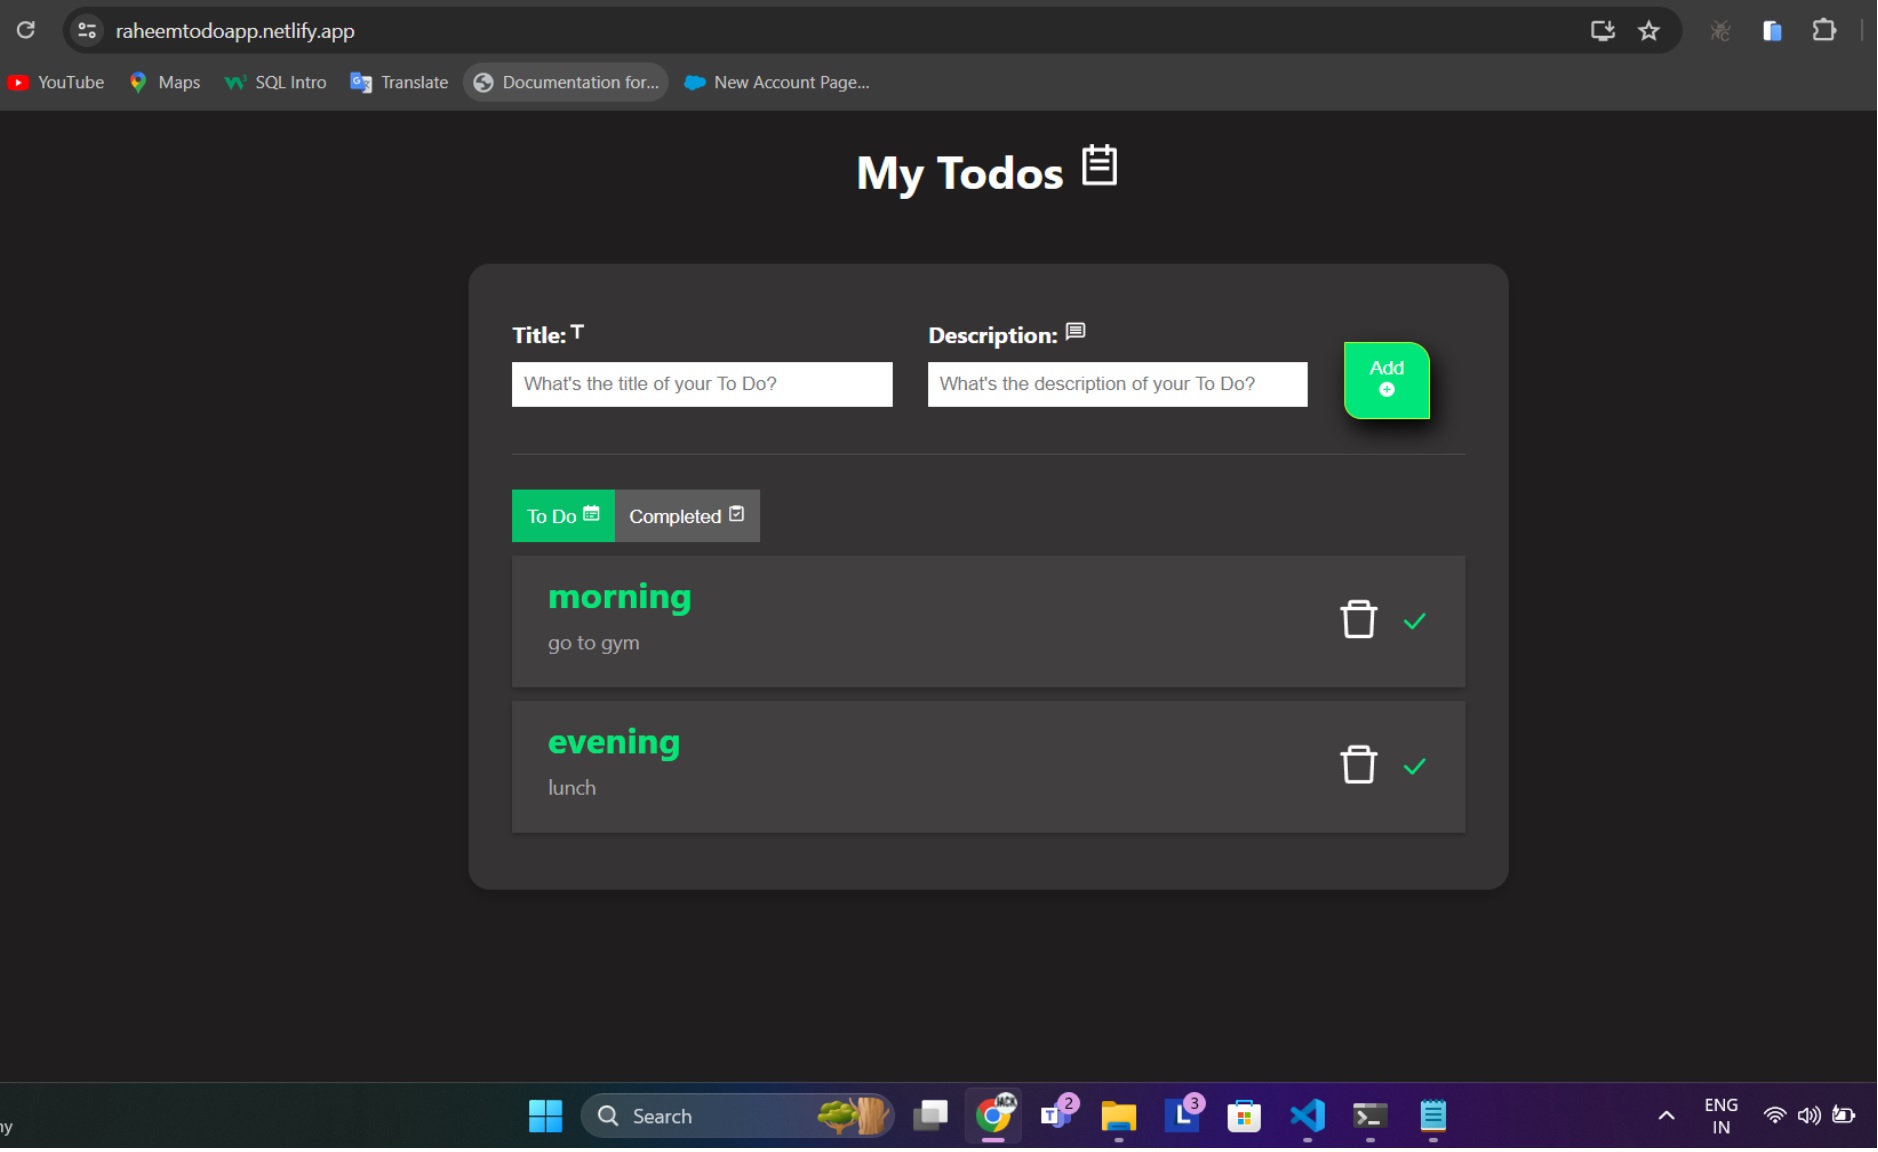 raheemtodoapp.netlify.app
YouTube Maps SQL Intro Translate Documentation for... New Account Page...
My Todos
Title: Description:
What's the title of your To Do? What's the description of your To Do? Add
To Do Completed
morning
go to gym
evening
lunch
Search 2 3 ENG
IN